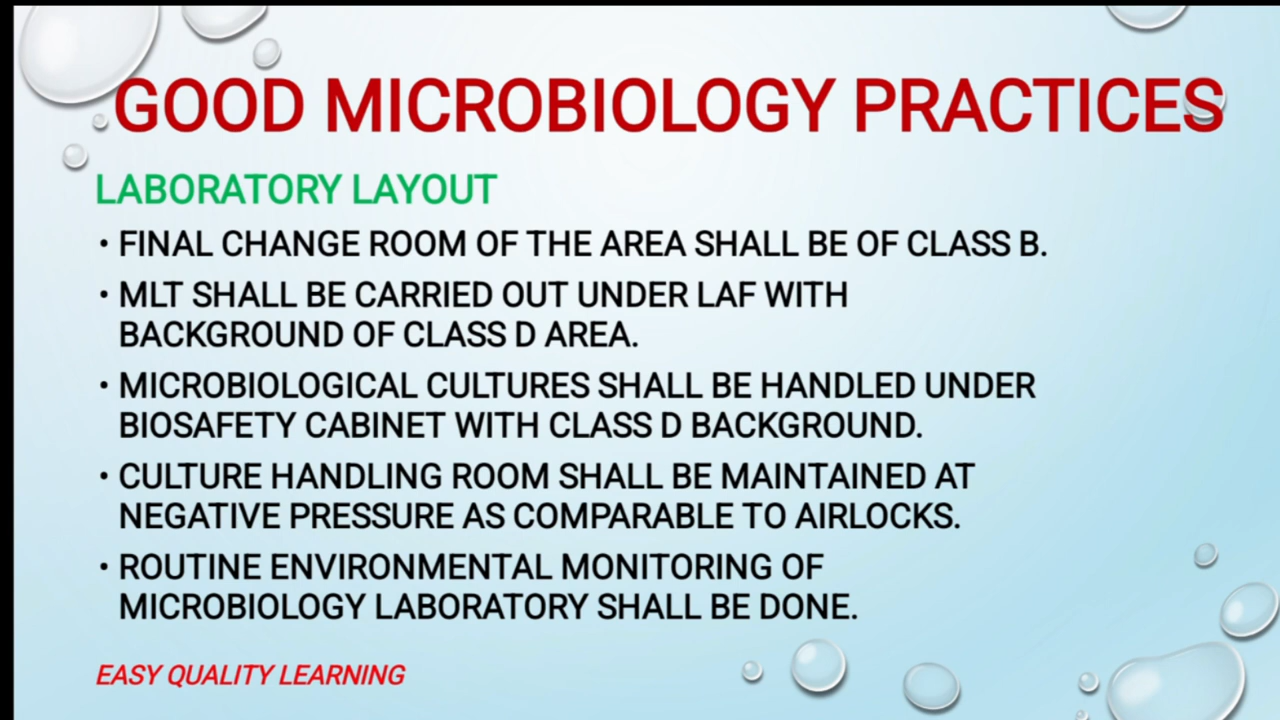 GOOD MICROBIOLOGY PRACTICES
LABORATORY LAYOUT
• FINAL CHANGE ROOM OF THE AREA SHALL BE OF CLASS B.
• MLT SHALL BE CARRIED OUT UNDER LAF WITH
BACKGROUND OF CLASS D AREA.
• MICROBIOLOGICAL CULTURES SHALL BE HANDLED UNDER
BIOSAFETY CABINET WITH CLASS D BACKGROUND.
• CULTURE HANDLING ROOM SHALL BE MAINTAINED AT
NEGATIVE PRESSURE AS COMPARABLE TO AIRLOCKS.
• ROUTINE ENVIRONMENTAL MONITORING OF
MICROBIOLOGY LABORATORY SHALL BE DONE.
EASY QUALITY LEARNING